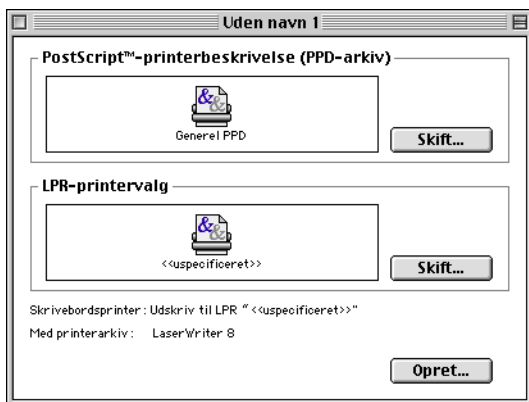 Uden navn 1
PostScript™-printerbeskrivelse (PPD-arkiv)
Generel PPD
Skift...
LPR-printervalg
<<uspecificeret>>
Skift...
Skrivebordsprinter: Udskriv til LPR "<<uspecificeret>>"
Med printerarkiv: LaserWriter 8
Opret...